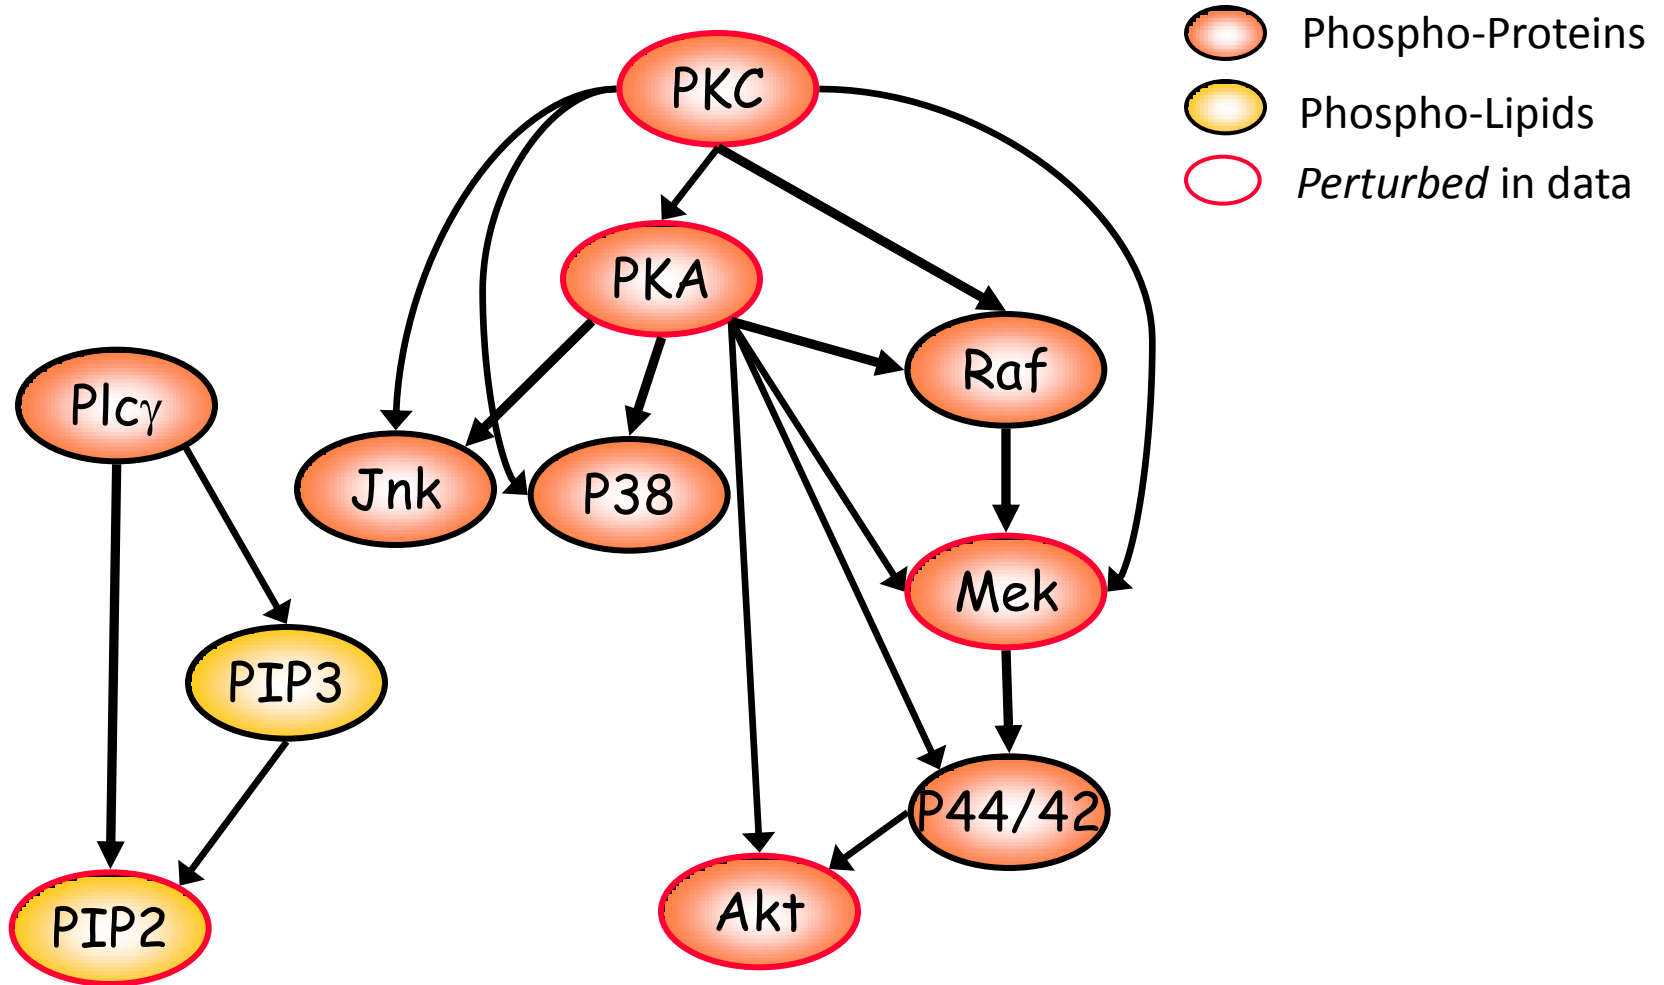 Phospho-Proteins
PKC
Phospho-Lipids
Perturbed in data
PKA
Raf
Plcγ
Jnk
P38
Mek
PIP3
P44/42
Akt
PIP2